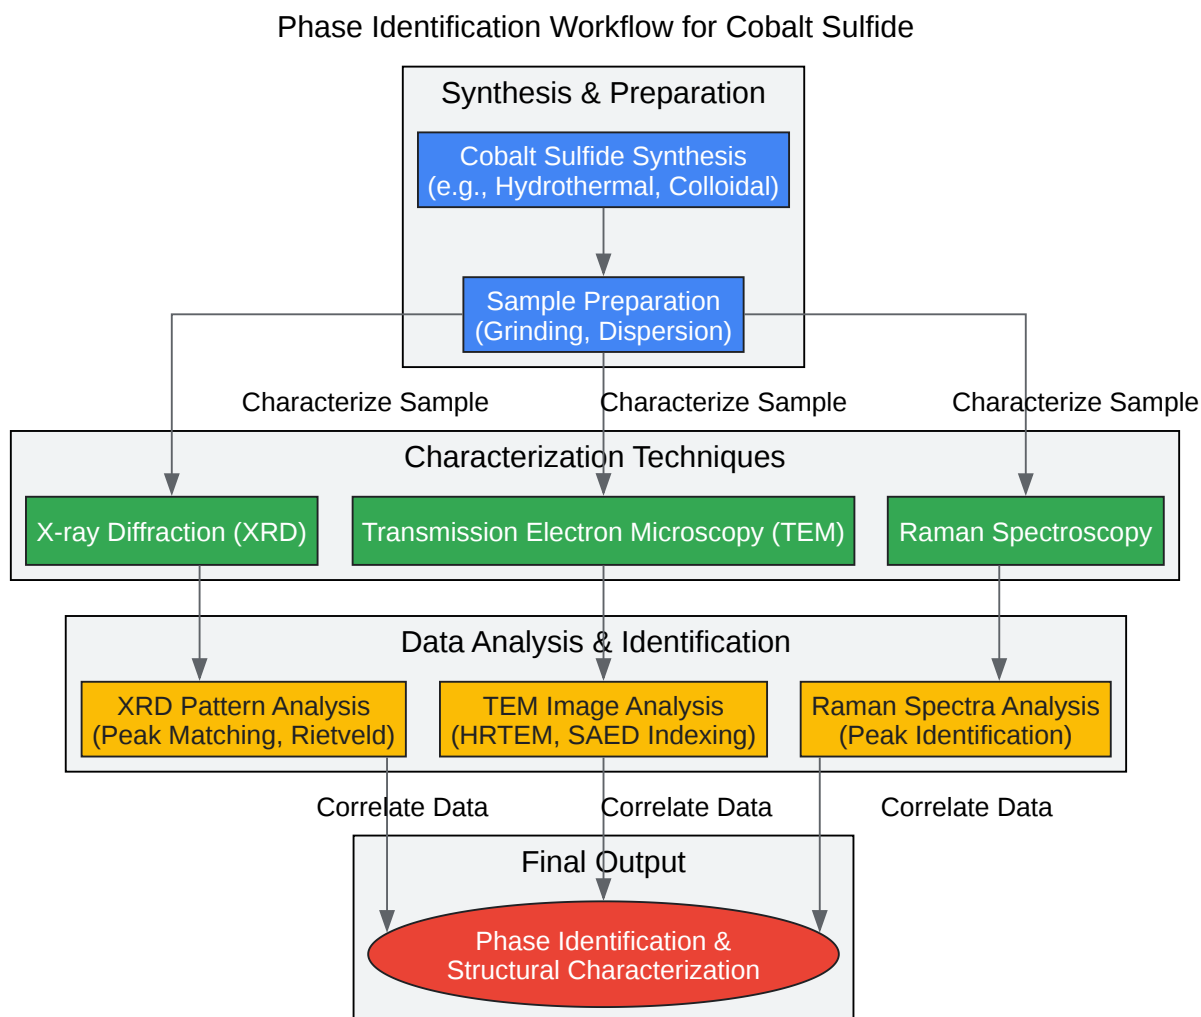 Phase Identification Workflow for Cobalt Sulfide
Synthesis & Preparation
Cobalt Sulfide Synthesis
(e.g., Hydrothermal, Colloidal)
Sample Preparation
(Grinding, Dispersion)
Characterize Sample
Characterize Sample
Characterize Sample
Characterization Techniques
X-ray Diffraction (XRD)
Transmission Electron Microscopy (TEM)
Raman Spectroscopy
Data Analysis & Identification
XRD Pattern Analysis
(Peak Matching, Rietveld)
TEM Image Analysis
(HRTEM, SAED Indexing)
Raman Spectra Analysis
(Peak Identification)
Correlate Data
Correlate Data
Correlate Data
Final Output
Phase Identification &
Structural Characterization